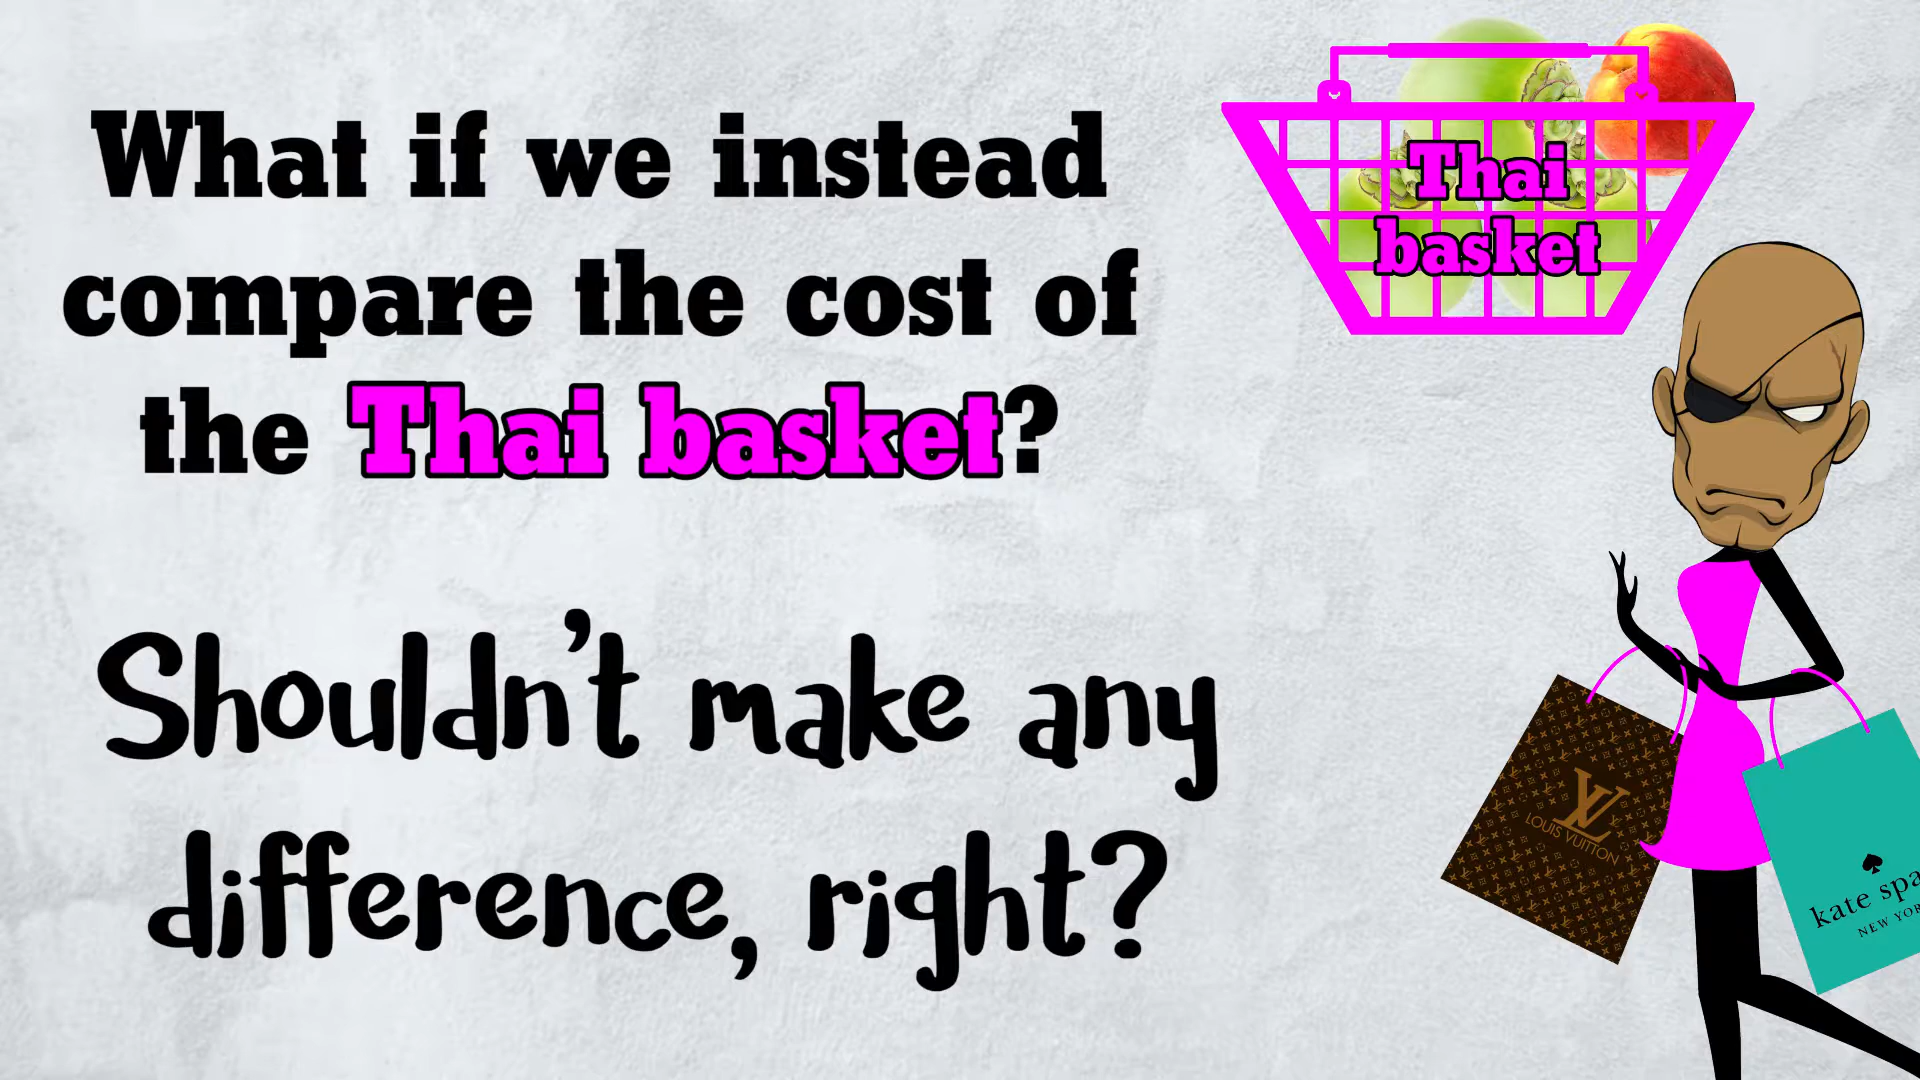 What if we instead
compare the cost of
the Thai basket?
Shouldn't make any
difference, right?
Thai
basket
LV
LOUIS VUITTON
kate spa
NEW YOR